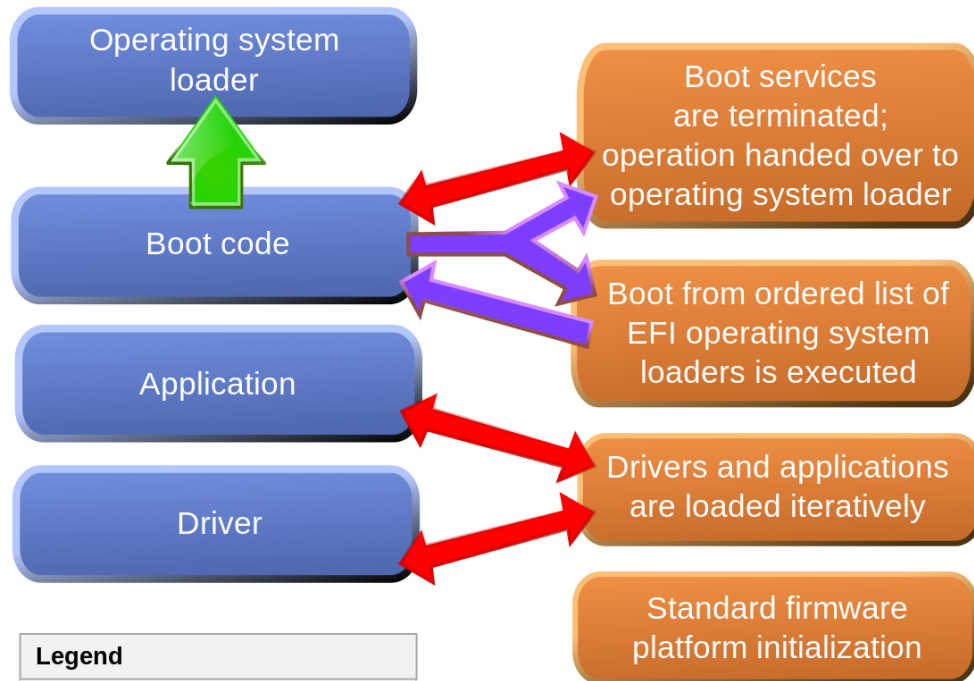 Operating system
loader
Boot code
Application
Driver
Legend
Boot services
are terminated;
operation handed over to
operating system loader
Boot from ordered list of
EFI operating system
loaders is executed
Drivers and applications
are loaded iteratively
Standard firmware
platform initialization